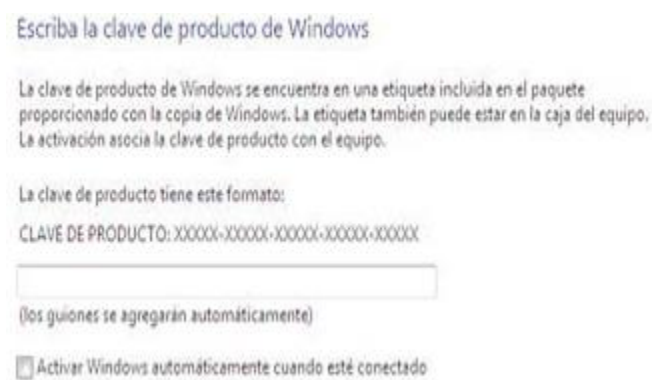 Escriba la clave de producto de Windows
La clave de producto de Windows se encuentra en una etiqueta incluida en el paquete
proporcionado con la copia de Windows. La etiqueta también puede estar en la caja del equipo.
La activación asocia la clave de producto con el equipo.
La clave de producto tiene este formato:
CLAVE DE PRODUCTO: XXXXX-XXXXX-XXXXX-XXXXX-XXXXX
(los guiones se agregarán automáticamente)
Activar Windows automáticamente cuando esté conectado